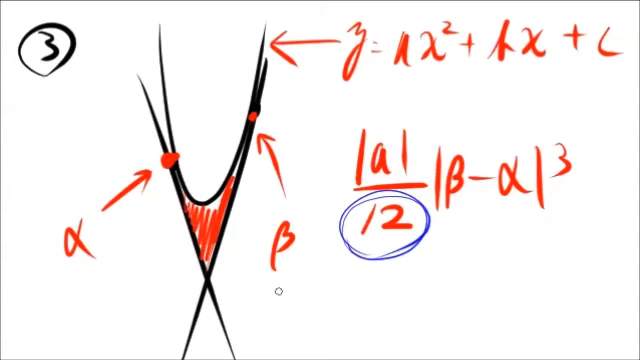 ③
y = ax² + bx + c
|a|/12 |β - α|³
α
β